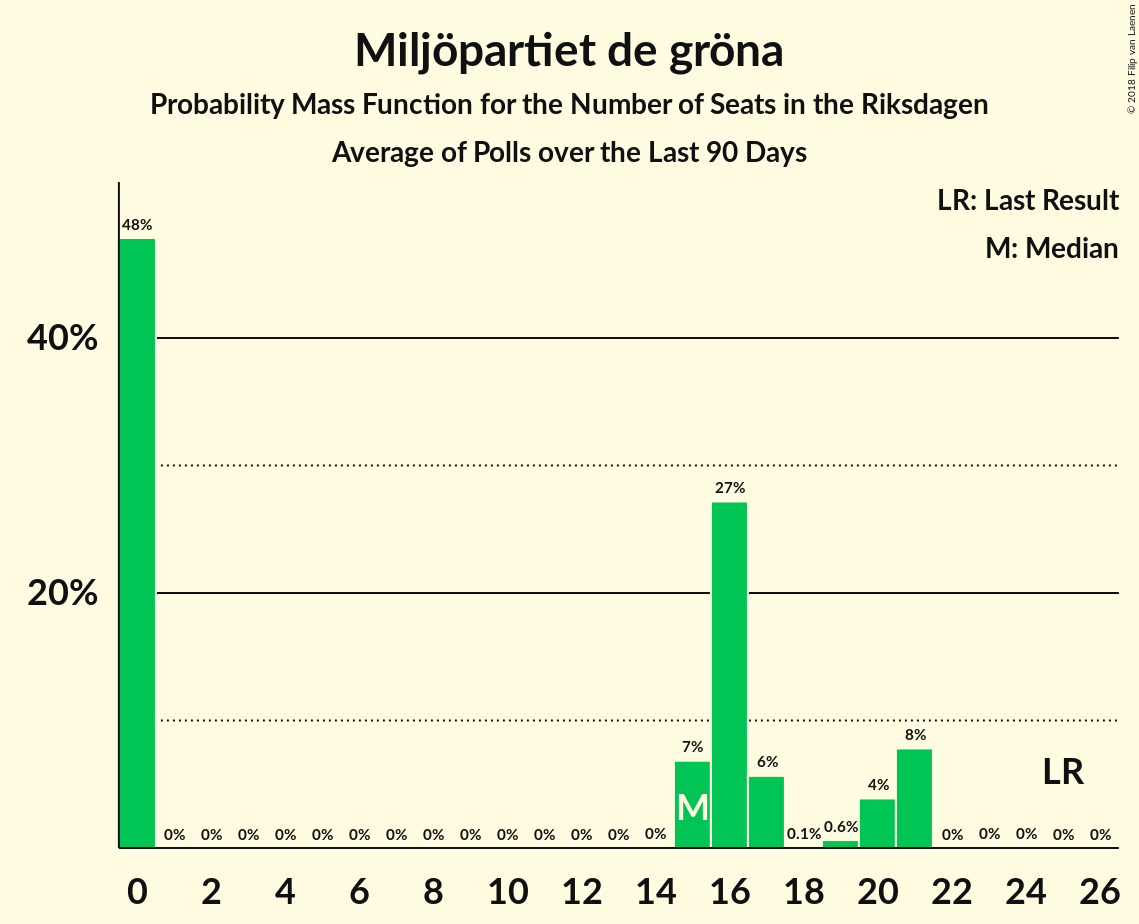 Miljöpartiet de gröna
Probability Mass Function for the Number of Seats in the Riksdagen
Average of Polls over the Last 90 Days
© 2018 Filip van Laenen
LR: Last Result
M: Median
48%
40%
27%
20%
8%
7%
6%
LR
4%
M
0% 0% 0% 0% 0% 0% 0% 0% 0% 0% 0% 0% 0% 0% 0.1% 0.6% 0% 0% 0% 0% 0%
0 2 4 6 8 10 12 14 16 18 20 22 24 26